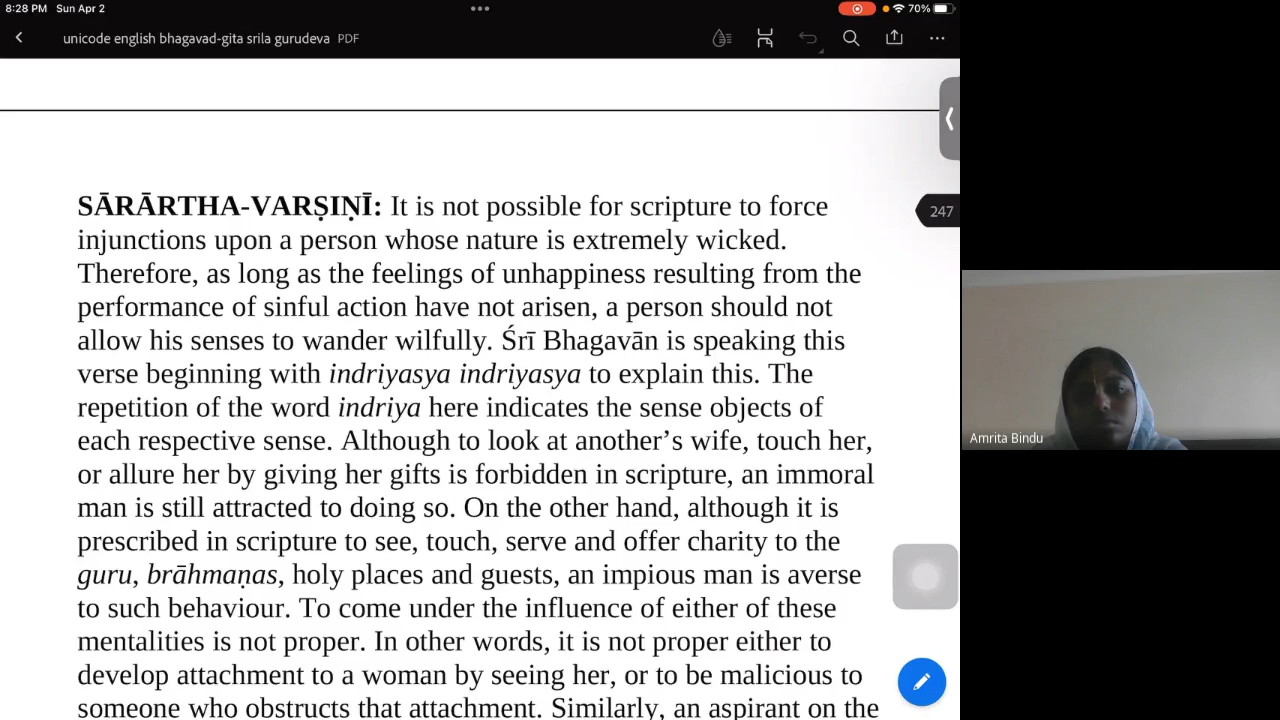 8:28 PM Sun Apr 2
70%
unicode english bhagavad-gita srila gurudeva PDF
247
SĀRĀRTHA-VARṢIṆĪ: It is not possible for scripture to force
injunctions upon a person whose nature is extremely wicked.
Therefore, as long as the feelings of unhappiness resulting from the
performance of sinful action have not arisen, a person should not
allow his senses to wander wilfully. Śrī Bhagavān is speaking this
verse beginning with indriyasya indriyasya to explain this. The
repetition of the word indriya here indicates the sense objects of
each respective sense. Although to look at another’s wife, touch her,
or allure her by giving her gifts is forbidden in scripture, an immoral
man is still attracted to doing so. On the other hand, although it is
prescribed in scripture to see, touch, serve and offer charity to the
guru, brāhmaṇas, holy places and guests, an impious man is averse
to such behaviour. To come under the influence of either of these
mentalities is not proper. In other words, it is not proper either to
develop attachment to a woman by seeing her, or to be malicious to
someone who obstructs that attachment. Similarly, an aspirant on the
Amrita Bindu